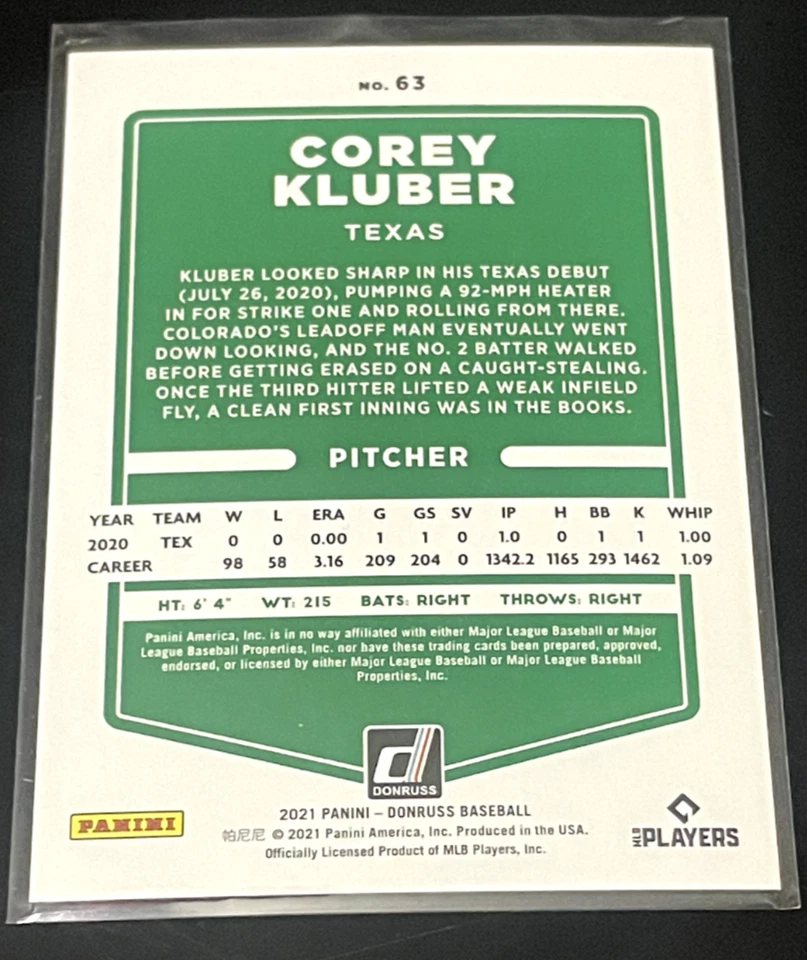 NO. 63
COREY
KLUBER
TEXAS
KLUBER LOOKED SHARP IN HIS TEXAS DEBUT
(JULY 26, 2020), PUMPING A 92-MPH HEATER
IN FOR STRIKE ONE AND ROLLING FROM THERE.
COLORADO'S LEADOFF MAN EVENTUALLY WENT
DOWN LOOKING, AND THE NO. 2 BATTER WALKED
BEFORE GETTING ERASED ON A CAUGHT-STEALING.
ONCE THE THIRD HITTER LIFTED A WEAK INFIELD
FLY, A CLEAN FIRST INNING WAS IN THE BOOKS.
PITCHER
YEAR TEAM W L ERA G GS SV IP H BB K WHIP
2020 TEX 0 0 0.00 1 1 0 1.0 0 1 1 1.00
CAREER 98 58 3.16 209 204 0 1342.2 1165 293 1462 1.09
HT: 6' 4" WT: 215 BATS: RIGHT THROWS: RIGHT
Panini America, Inc. is in no way affiliated with either Major League Baseball or Major
League Baseball Properties, Inc. nor have these trading cards been prepared, approved,
endorsed, or licensed by either Major League Baseball or Major League Baseball
Properties, Inc.
d
DONRUSS
2021 PANINI – DONRUSS BASEBALL
PANINI
帕尼尼 © 2021 Panini America, Inc. Produced in the USA.
Officially Licensed Product of MLB Players, Inc.
MLB PLAYERS